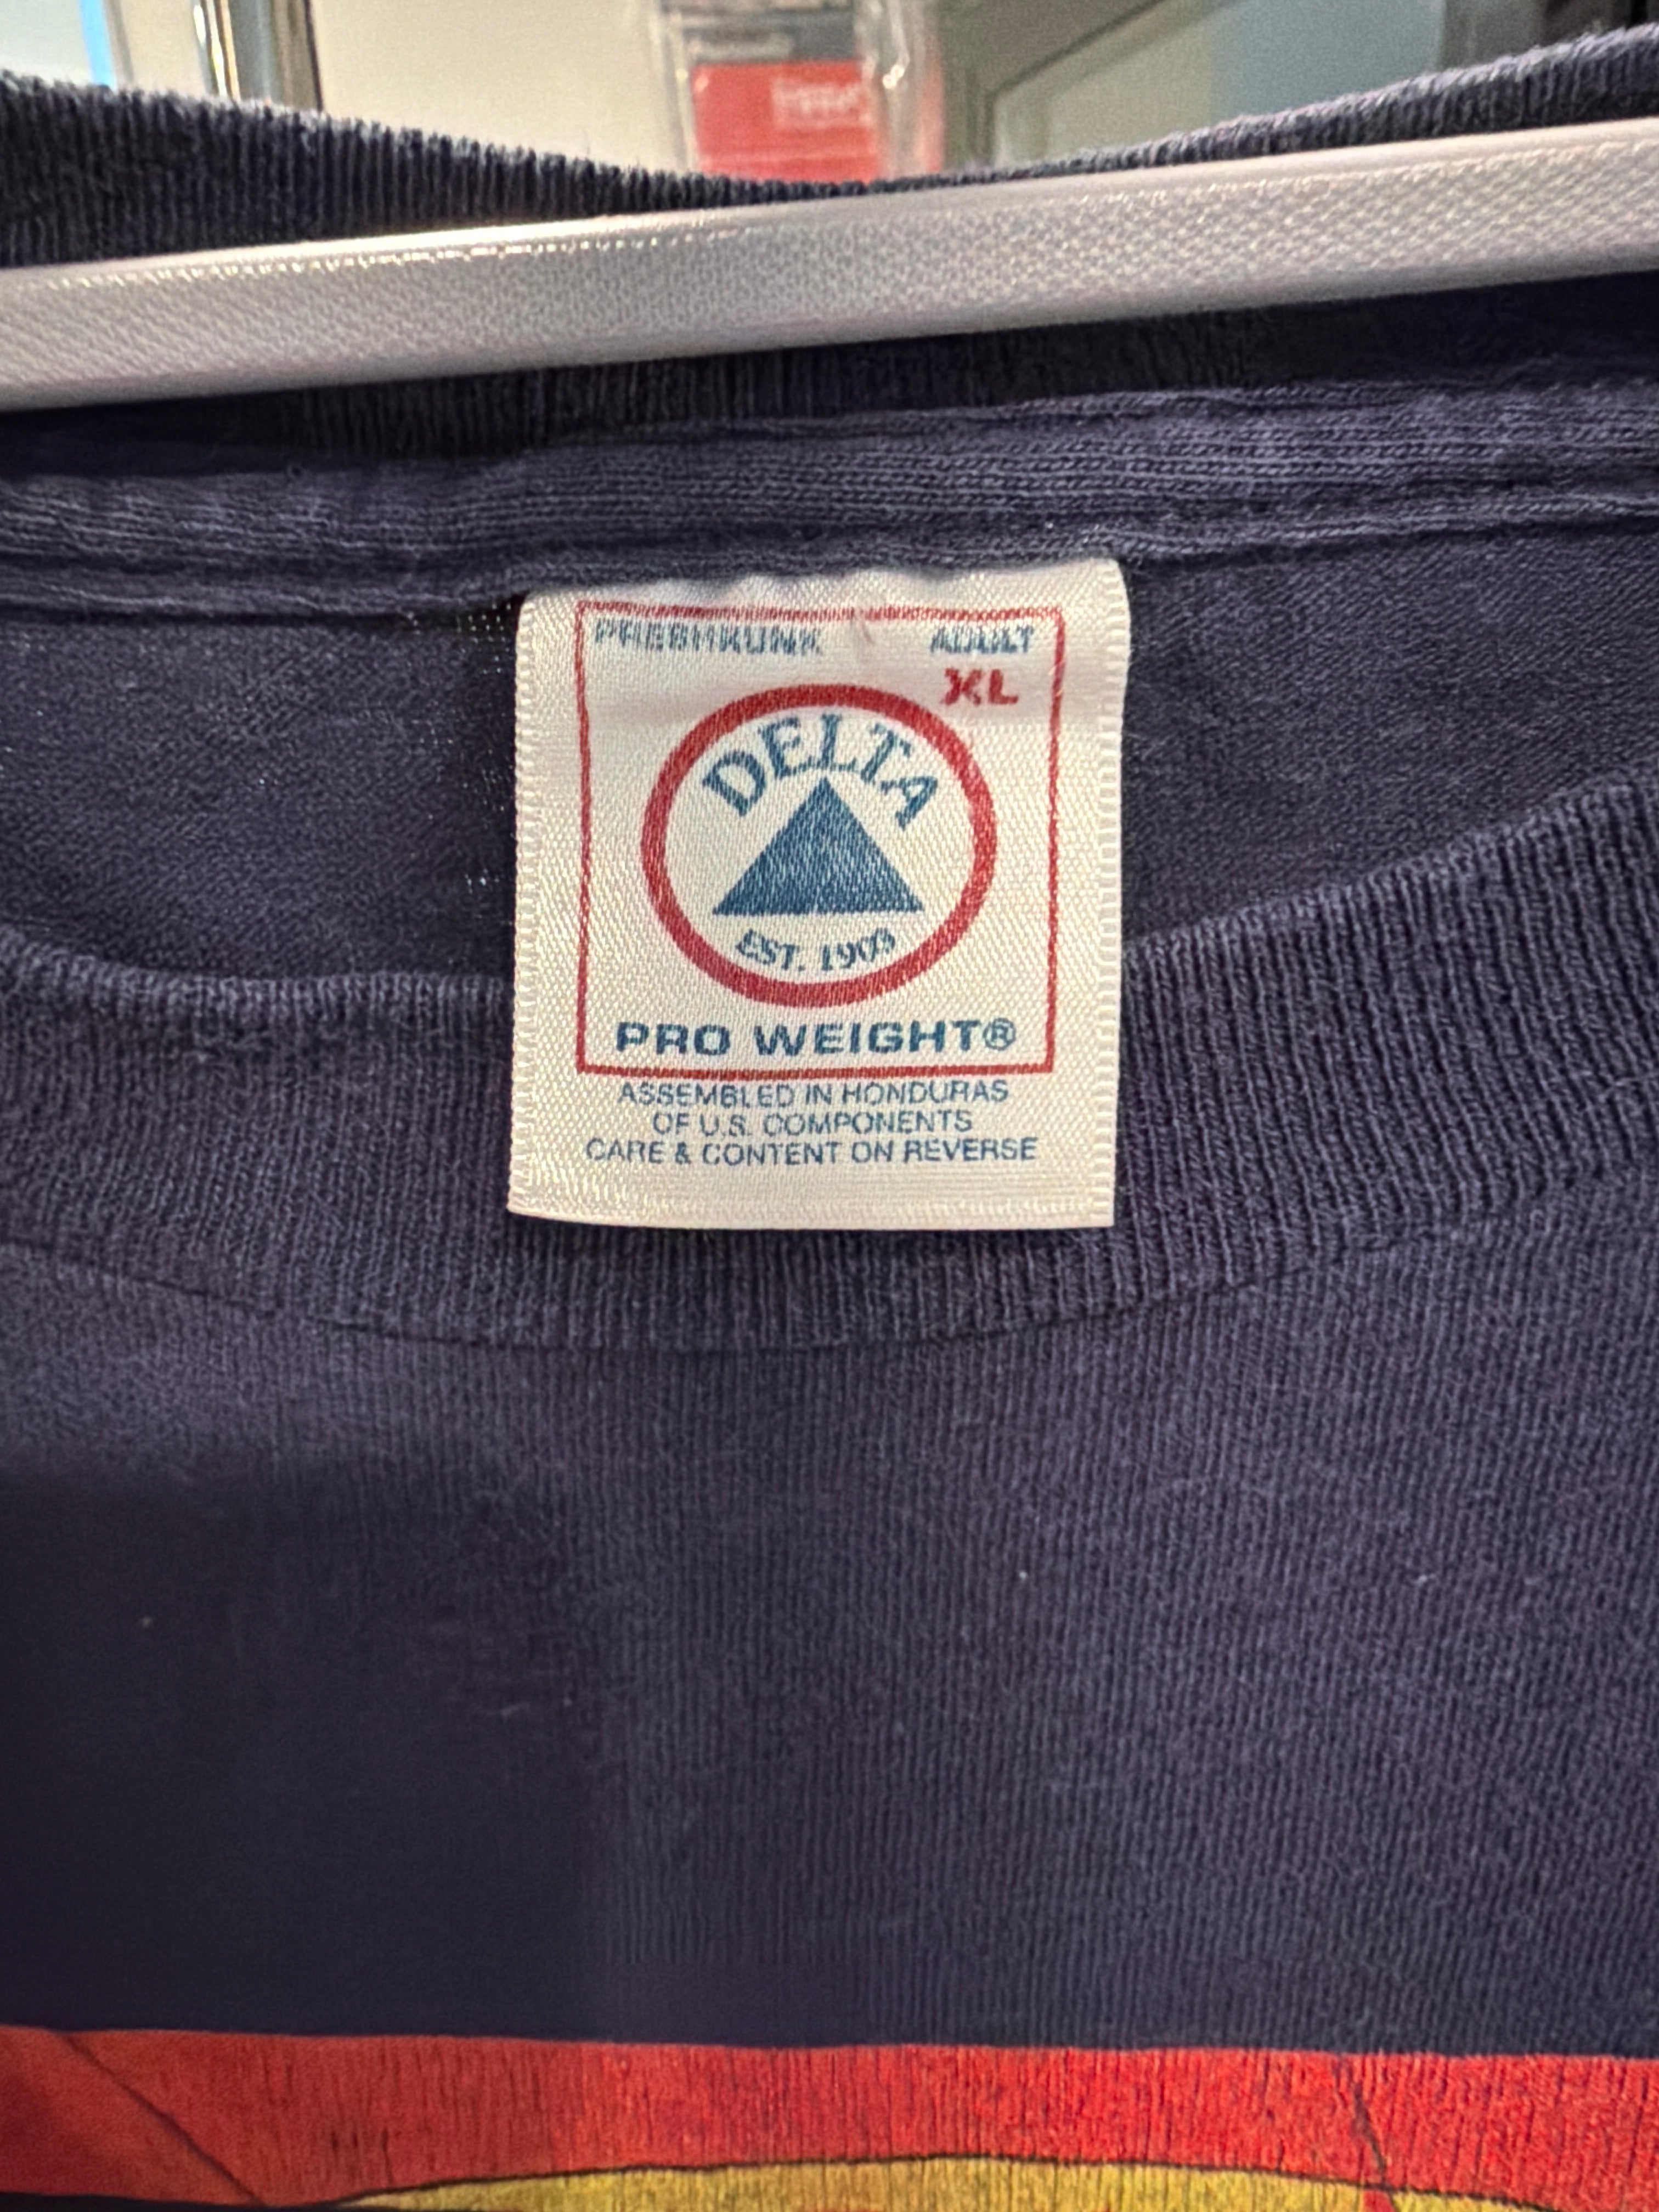 PRESHRUNK ADULT
XL
DELTA
EST. 1903
PRO WEIGHT®
ASSEMBLED IN HONDURAS
OF U.S. COMPONENTS
CARE & CONTENT ON REVERSE